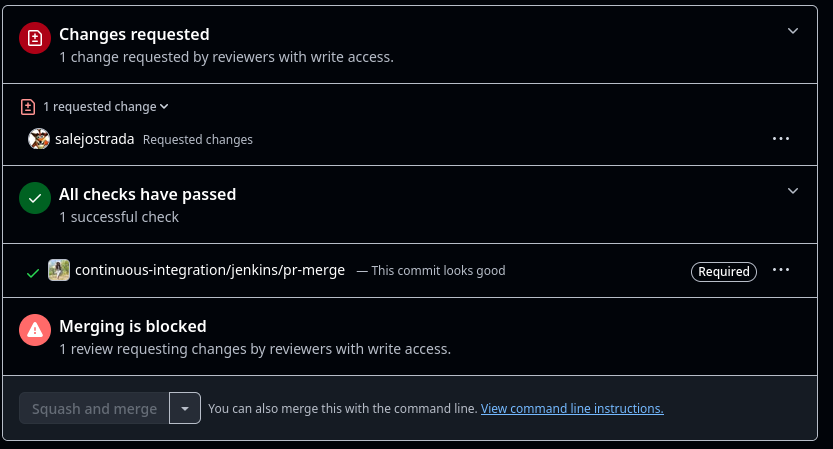 Changes requested
1 change requested by reviewers with write access.
1 requested change
salejostrada Requested changes
All checks have passed
1 successful check
continuous-integration/jenkins/pr-merge — This commit looks good Required
Merging is blocked
1 review requesting changes by reviewers with write access.
Squash and merge You can also merge this with the command line. View command line instructions.